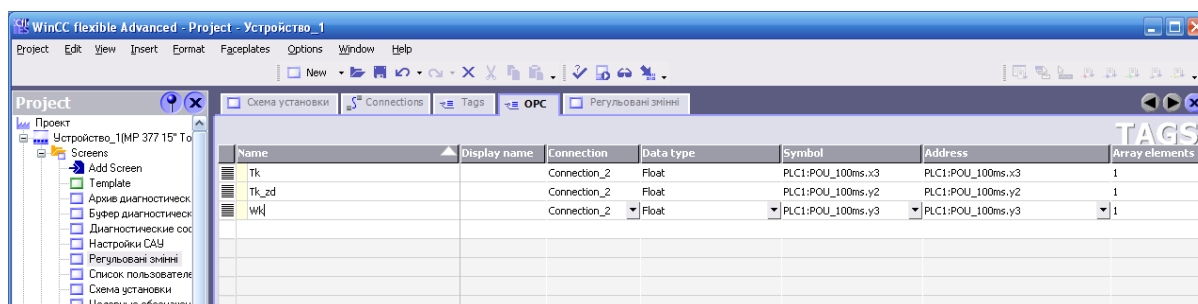 WinCC flexible Advanced - Project - Устройство_1
Project Edit View Insert Format Faceplates Options Window Help
New
Project
Схема установки Connections Tags OPC Регульовані змінні
TAGS
Проект
Устройство_1(MP 377 15" To
Screens
Add Screen
Template
Архив диагностическ
Буфер диагностическ
Диагностические сос
Настройки САУ
Регульовані змінні
Список пользователе
Схема установки
Name Display name Connection Data type Symbol Address Array elements
Tk Connection_2 Float PLC1:POU_100ms.x3 PLC1:POU_100ms.x3 1
Tk_zd Connection_2 Float PLC1:POU_100ms.y2 PLC1:POU_100ms.y2 1
Wk Connection_2 Float PLC1:POU_100ms.y3 PLC1:POU_100ms.y3 1